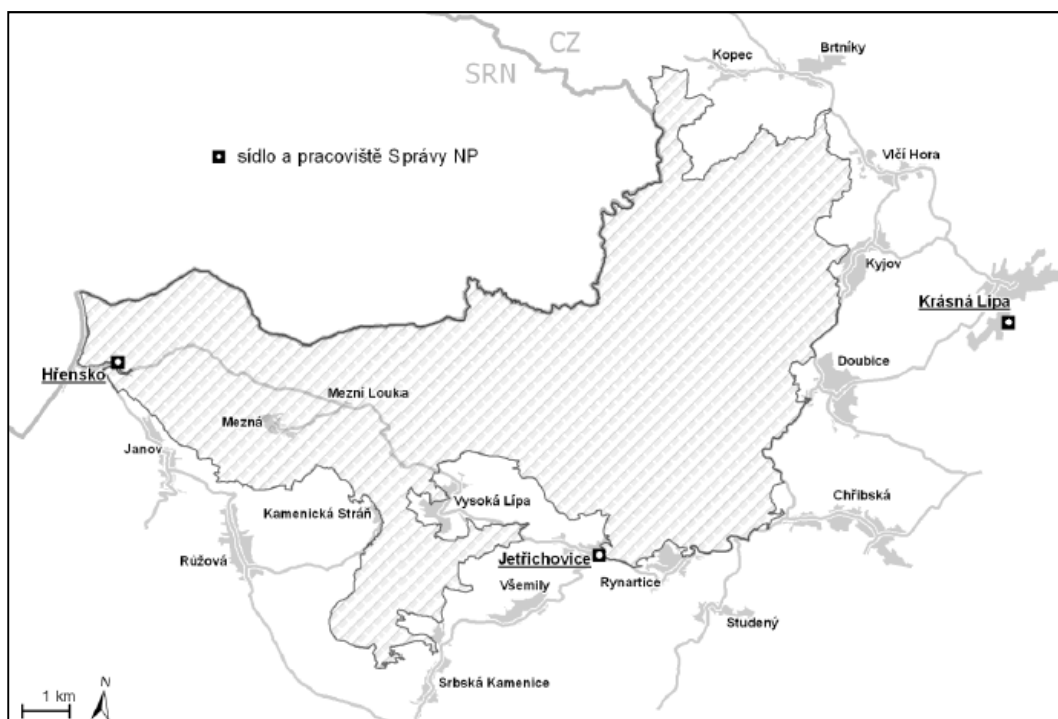 CZ
SRN
Kopec
Brtníky
sídlo a pracoviště Správy NP
Vlčí Hora
Kyjov
Krásná Lípa
Doubice
Hřensko
Mezní Louka
Mezná
Janov
Vysoká Lípa
Kamenická Stráň
Chřibská
Růžová
Jetřichovice
Rynartice
Všemily
Studený
Srbská Kamenice
1 km
N